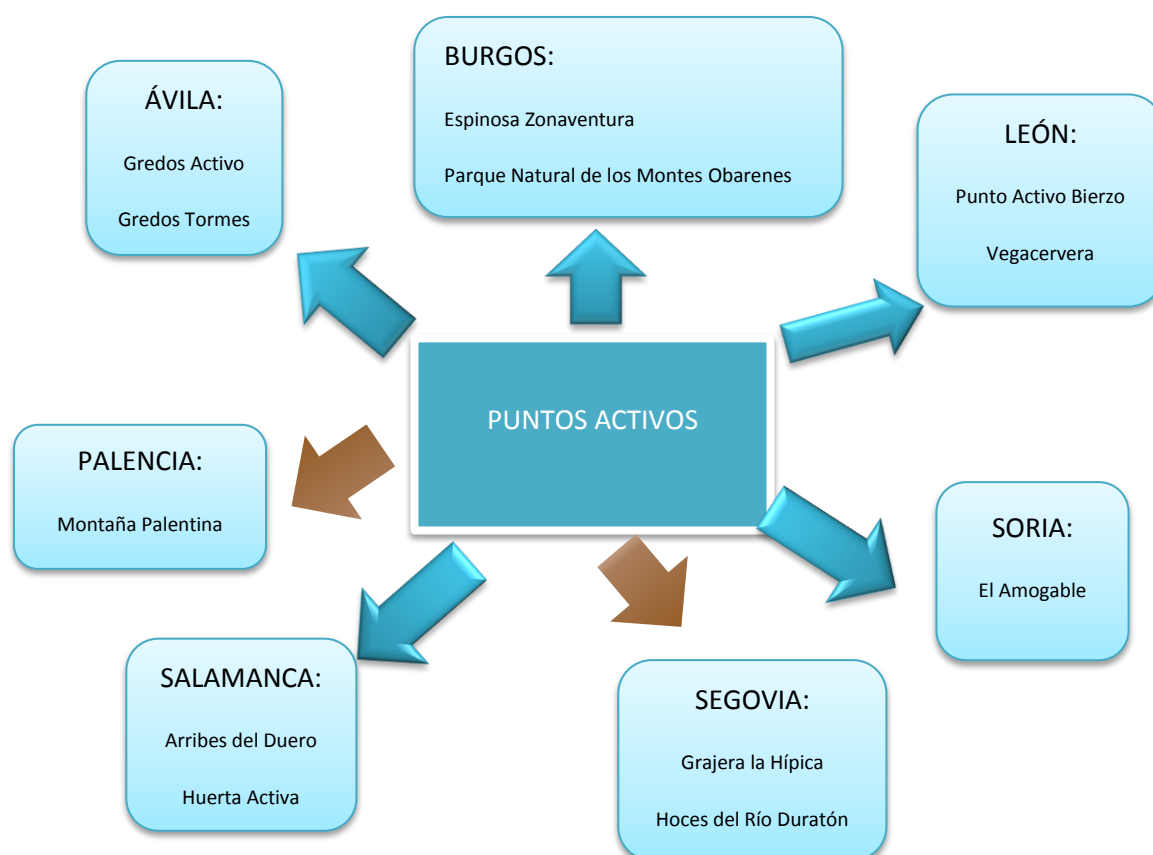 ÁVILA:
Gredos Activo
Gredos Tormes
BURGOS:
Espinosa Zonaventura
Parque Natural de los Montes Obarenes
LEÓN:
Punto Activo Bierzo
Vegacervera
PUNTOS ACTIVOS
PALENCIA:
Montaña Palentina
SORIA:
El Amogable
SALAMANCA:
Arribes del Duero
Huerta Activa
SEGOVIA:
Grajera la Hípica
Hoces del Río Duratón